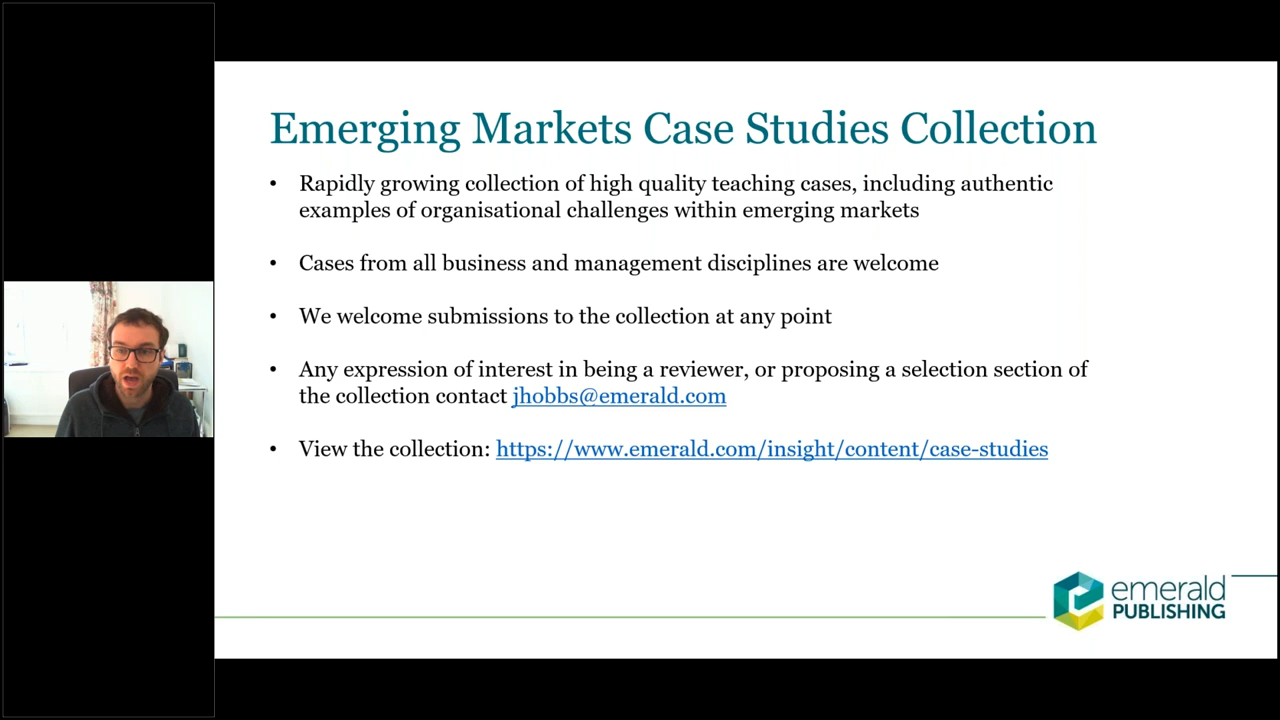 Emerging Markets Case Studies Collection
• Rapidly growing collection of high quality teaching cases, including authentic
examples of organisational challenges within emerging markets
• Cases from all business and management disciplines are welcome
• We welcome submissions to the collection at any point
• Any expression of interest in being a reviewer, or proposing a selection section of
the collection contact jhobbs@emerald.com
• View the collection: https://www.emerald.com/insight/content/case-studies
emerald
PUBLISHING